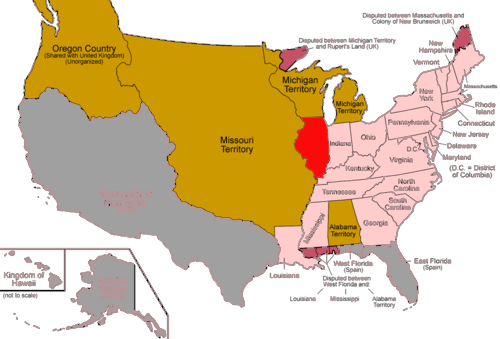 Disputed between Massachusetts and
Colony of New Brunswick (UK)
Disputed between Michigan Territory
and Rupert's Land (UK)
New
Hampshire
Vermont
Oregon Country
(Shared with United Kingdom)
(Unorganized)
Michigan
Territory
Michigan
Territory
New
York
Massachusetts
Rhode
Island
Connecticut
New Jersey
Pennsylvania
Delaware
Maryland
(D.C. = District
of Columbia)
D.C.
Missouri
Territory
Indiana
Ohio
Virginia
Kentucky
North
Carolina
Tennessee
South
Carolina
Mississippi
Alabama
Territory
Georgia
East Florida
(Spain)
West Florida
(Spain)
Louisiana
Disputed between
West Florida and
Louisiana
Mississippi
Alabama
Territory
Kingdom of
Hawaii
(not to scale)